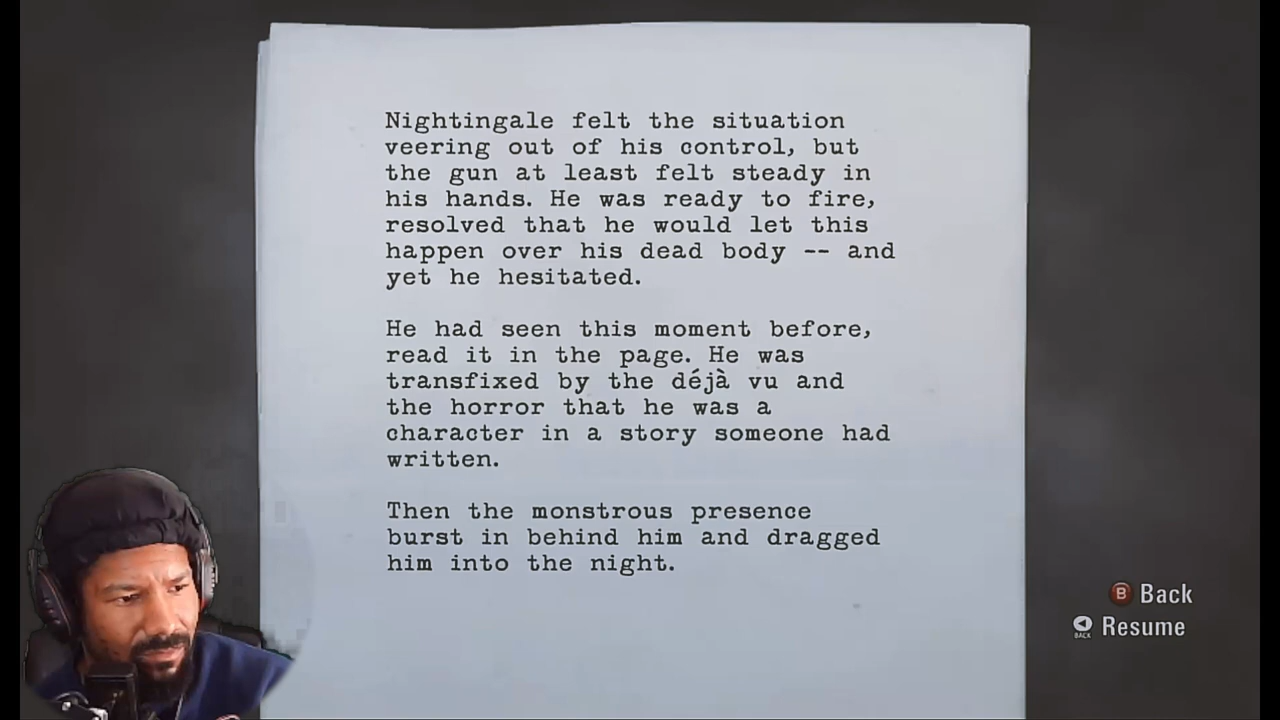 Nightingale felt the situation
veering out of his control, but
the gun at least felt steady in
his hands. He was ready to fire,
resolved that he would let this
happen over his dead body -- and
yet he hesitated.
He had seen this moment before,
read it in the page. He was
transfixed by the déjà vu and
the horror that he was a
character in a story someone had
written.
Then the monstrous presence
burst in behind him and dragged
him into the night.
B Back
BACK Resume